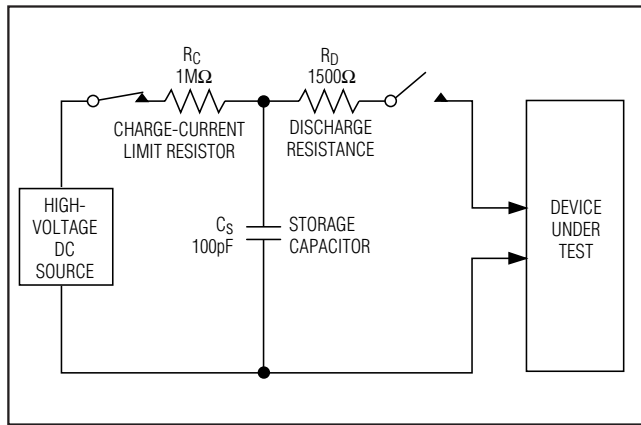 R_C
1MΩ
CHARGE-CURRENT
LIMIT RESISTOR
R_D
1500Ω
DISCHARGE
RESISTANCE
HIGH-
VOLTAGE
DC
SOURCE
C_S
100pF
STORAGE
CAPACITOR
DEVICE
UNDER
TEST